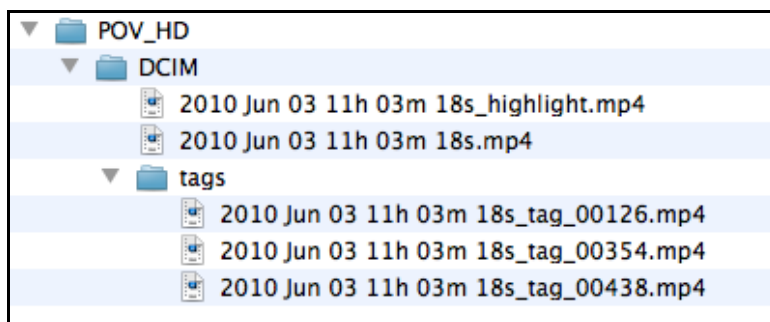 POV_HD
DCIM
2010 Jun 03 11h 03m 18s_highlight.mp4
2010 Jun 03 11h 03m 18s.mp4
tags
2010 Jun 03 11h 03m 18s_tag_00126.mp4
2010 Jun 03 11h 03m 18s_tag_00354.mp4
2010 Jun 03 11h 03m 18s_tag_00438.mp4